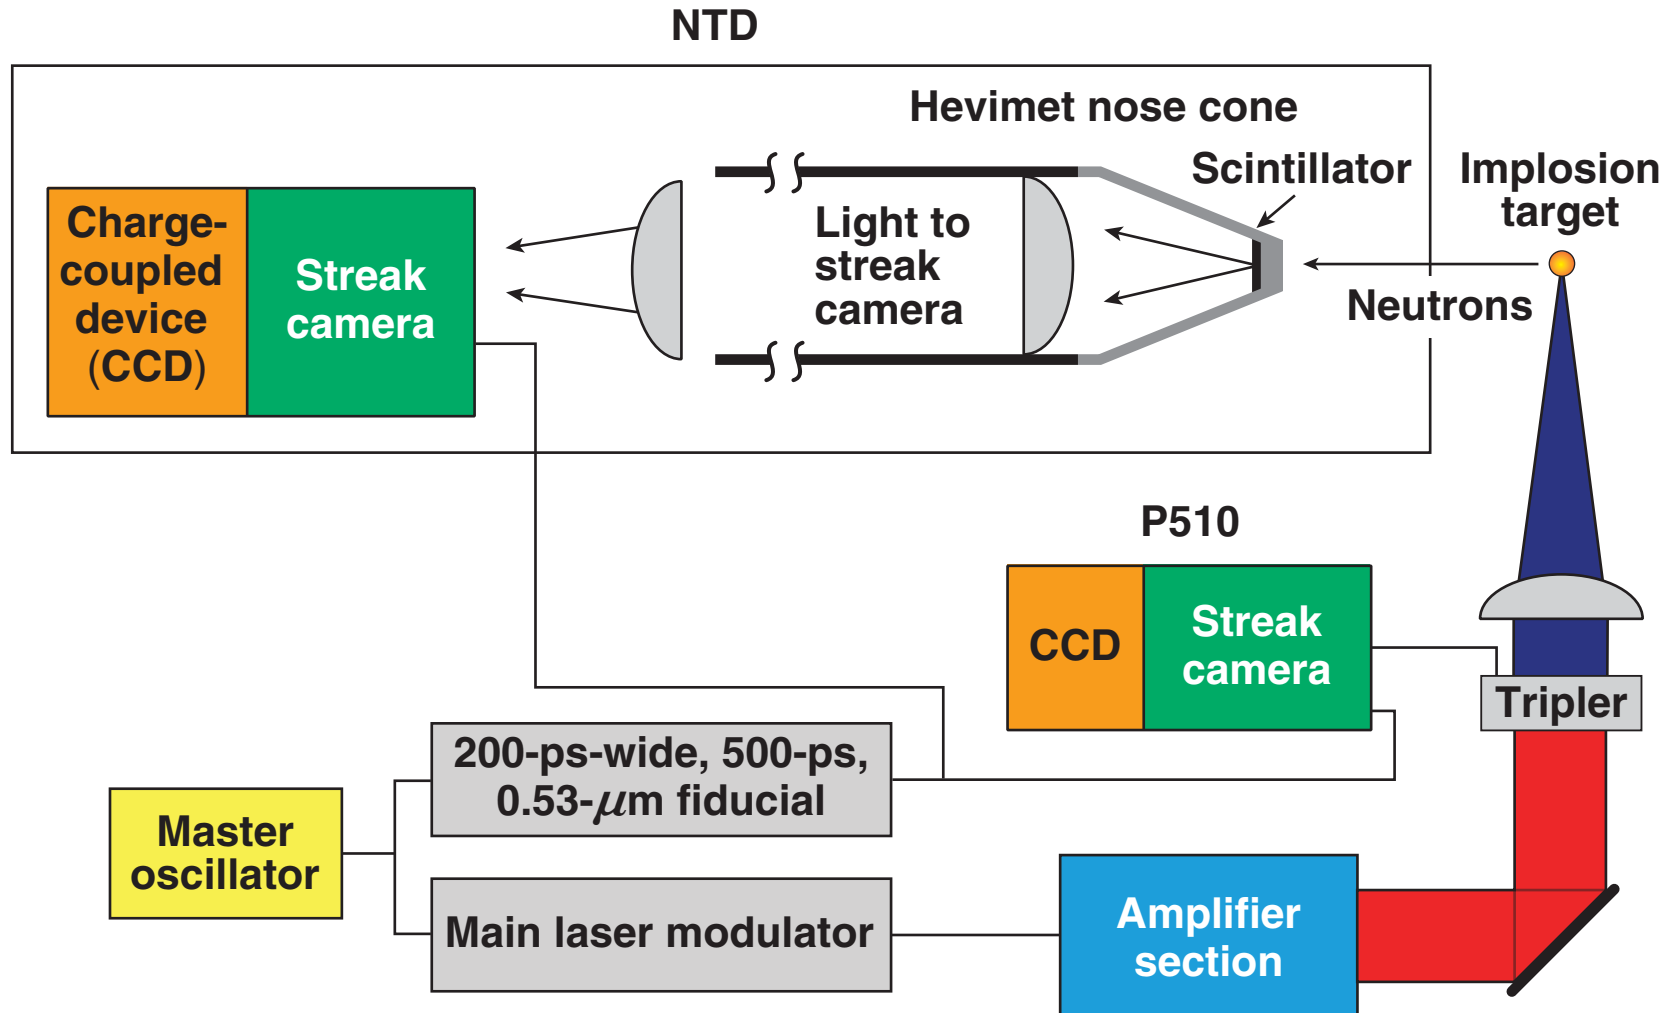 NTD
Hevimet nose cone
Scintillator
Implosion
target
Charge-
coupled
device
(CCD)
Streak
camera
Light to
streak
camera
Neutrons
P510
CCD
Streak
camera
Tripler
200-ps-wide, 500-ps,
0.53-μm fiducial
Master
oscillator
Main laser modulator
Amplifier
section